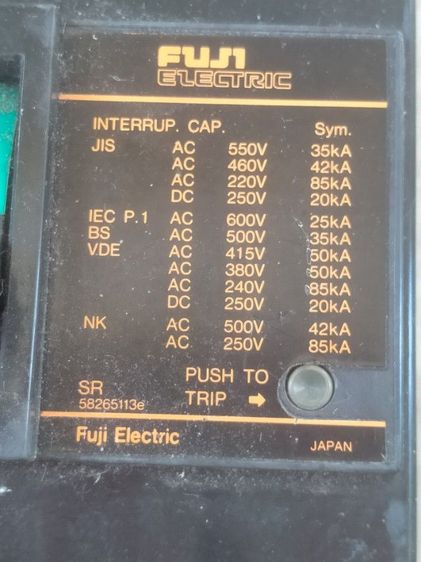 FUJI
ELECTRIC
INTERRUP. CAP. Sym.
JIS AC 550V 35kA
AC 460V 42kA
AC 220V 85kA
DC 250V 20kA
IEC P.1 AC 600V 25kA
BS AC 500V 35kA
VDE AC 415V 50kA
AC 380V 50kA
AC 240V 85kA
DC 250V 20kA
NK AC 500V 42kA
AC 250V 85kA
PUSH TO
SR TRIP ➡
58265113e
Fuji Electric JAPAN